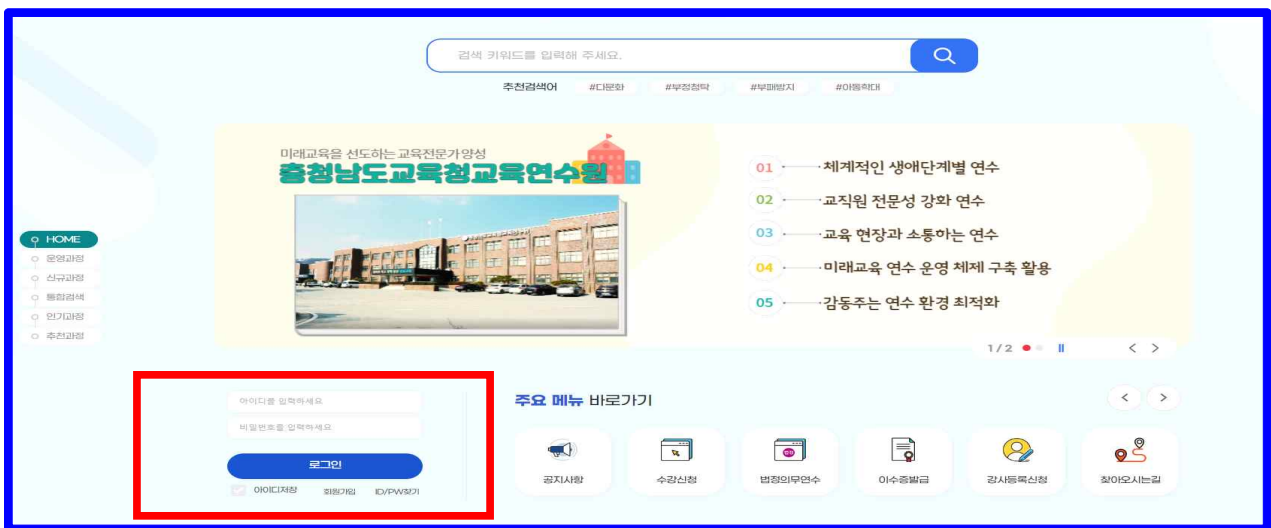 검색 키워드를 입력해 주세요.
추천검색어 #다문화 #부정청탁 #부패방지 #아동학대
미래교육을 선도하는 교육전문가양성
충청남도교육청교육연수원
01 체계적인 생애단계별 연수
02 교직원 전문성 강화 연수
03 교육 현장과 소통하는 연수
04 미래교육 연수 운영 체제 구축 활용
05 감동주는 연수 환경 최적화
1/2
HOME
운영과정
신규과정
통합검색
인기과정
추천과정
아이디를 입력하세요
비밀번호를 입력하세요
로그인
아이디저장 회원가입 ID/PW찾기
주요 메뉴 바로가기
공지사항 수강신청 법정의무연수 이수증발급 강사등록신청 찾아오시는길